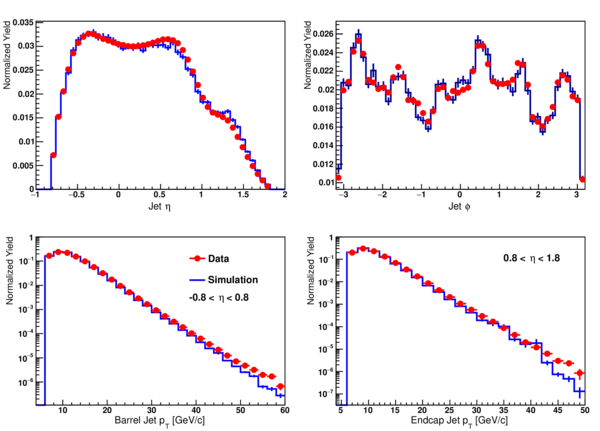 Normalized Yield
0.035
0.03
0.025
0.02
0.015
0.01
0.005
0
−1 −0.5 0 0.5 1 1.5 2
Jet η
Normalized Yield
0.026
0.024
0.022
0.02
0.018
0.016
0.014
0.012
0.01
−3 −2 −1 0 1 2 3
Jet ϕ
Normalized Yield
1
10⁻¹
10⁻²
10⁻³
10⁻⁴
10⁻⁵
10⁻⁶
Data
Simulation
-0.8 < η < 0.8
10 20 30 40 50 60
Barrel Jet p_T [GeV/c]
Normalized Yield
1
10⁻¹
10⁻²
10⁻³
10⁻⁴
10⁻⁵
10⁻⁶
10⁻⁷
0.8 < η < 1.8
5 10 15 20 25 30 35 40 45 50
Endcap Jet p_T [GeV/c]